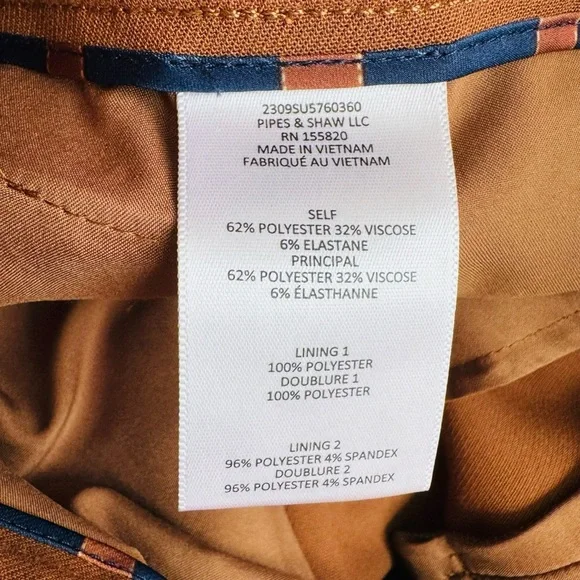 2309SU5760360
PIPES & SHAW LLC
RN 155820
MADE IN VIETNAM
FABRIQUÉ AU VIETNAM
SELF
62% POLYESTER 32% VISCOSE
6% ELASTANE
PRINCIPAL
62% POLYESTER 32% VISCOSE
6% ÉLASTHANNE
LINING 1
100% POLYESTER
DOUBLURE 1
100% POLYESTER
LINING 2
96% POLYESTER 4% SPANDEX
DOUBLURE 2
96% POLYESTER 4% SPANDEX